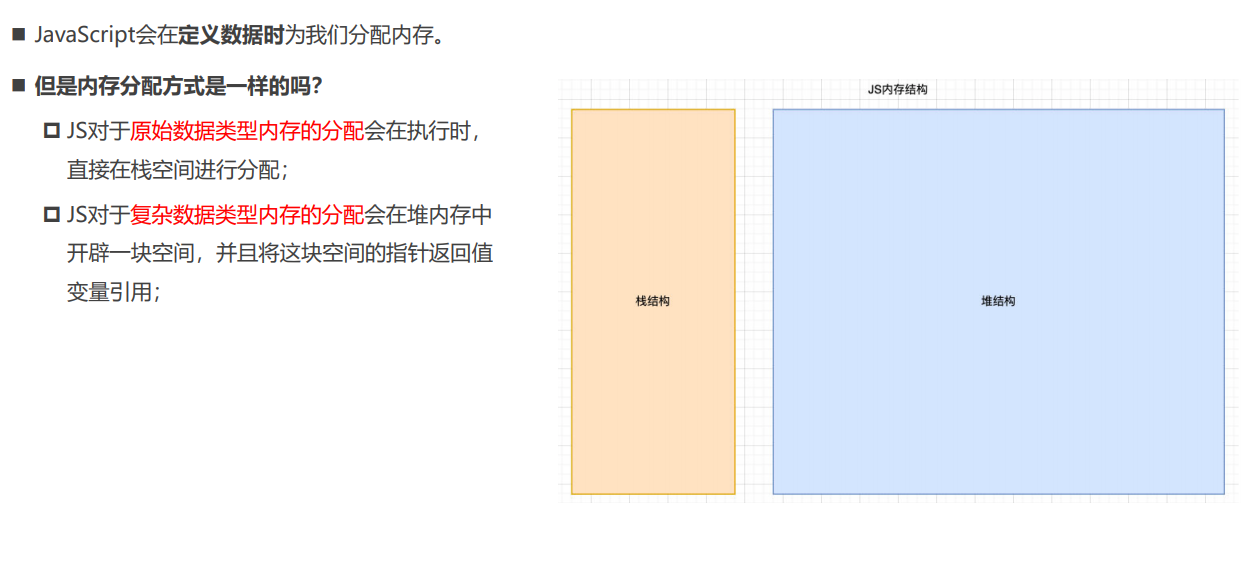 JavaScript会在定义数据时为我们分配内存。
但是内存分配方式是一样的吗？
JS对于原始数据类型内存的分配会在执行时，
直接在栈空间进行分配；
JS对于复杂数据类型内存的分配会在堆内存中
开辟一块空间，并且将这块空间的指针返回值
变量引用；
JS内存结构
栈结构
堆结构